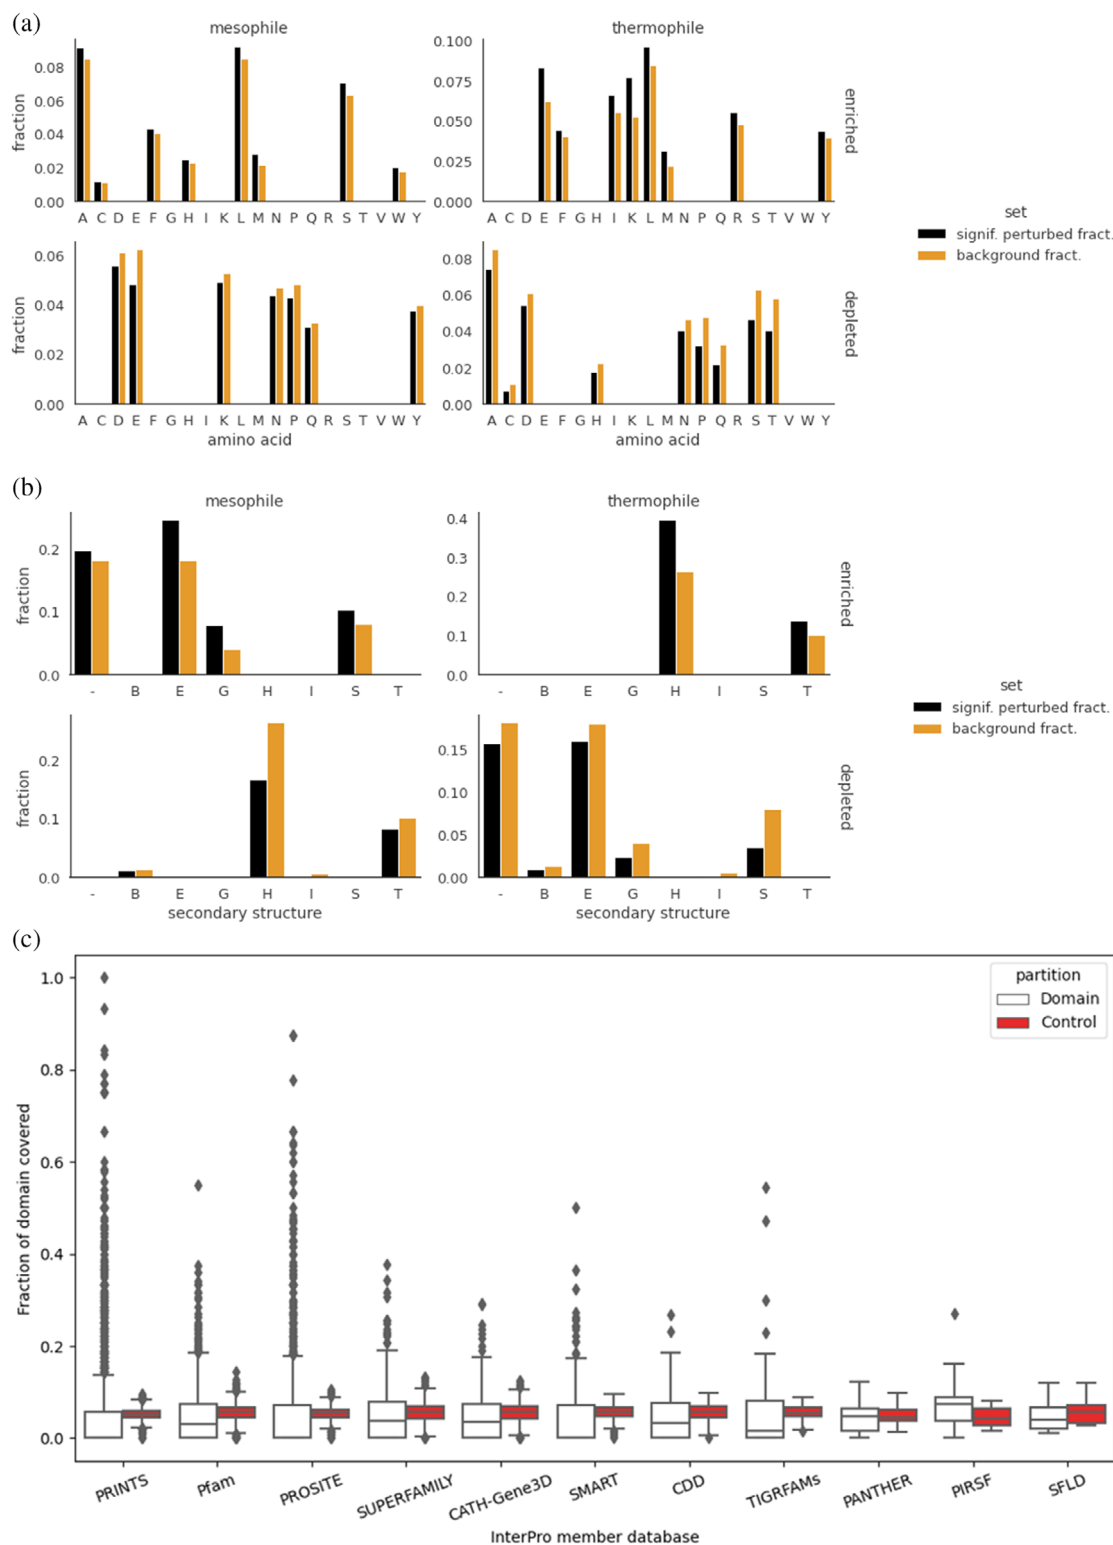 (a)
mesophile
thermophile
fraction
0.08
0.06
0.04
0.02
0.00
A C D E F G H I K L M N P Q R S T V W Y
0.100
0.075
0.050
0.025
0.000
A C D E F G H I K L M N P Q R S T V W Y
enriched
set
signif. perturbed fract.
background fract.
fraction
0.06
0.04
0.02
0.00
A C D E F G H I K L M N P Q R S T V W Y
amino acid
0.08
0.06
0.04
0.02
0.00
A C D E F G H I K L M N P Q R S T V W Y
amino acid
depleted
(b)
mesophile
thermophile
fraction
0.2
0.1
0.0
- B E G H I S T
0.4
0.3
0.2
0.1
0.0
- B E G H I S T
enriched
set
signif. perturbed fract.
background fract.
fraction
0.2
0.1
0.0
- B E G H I S T
secondary structure
0.15
0.10
0.05
0.00
- B E G H I S T
secondary structure
depleted
(c)
partition
Domain
Control
Fraction of domain covered
1.0
0.8
0.6
0.4
0.2
0.0
PRINTS Pfam PROSITE SUPERFAMILY CATH-Gene3D SMART CDD TIGRFAMs PANTHER PIRSF SFLD
InterPro member database